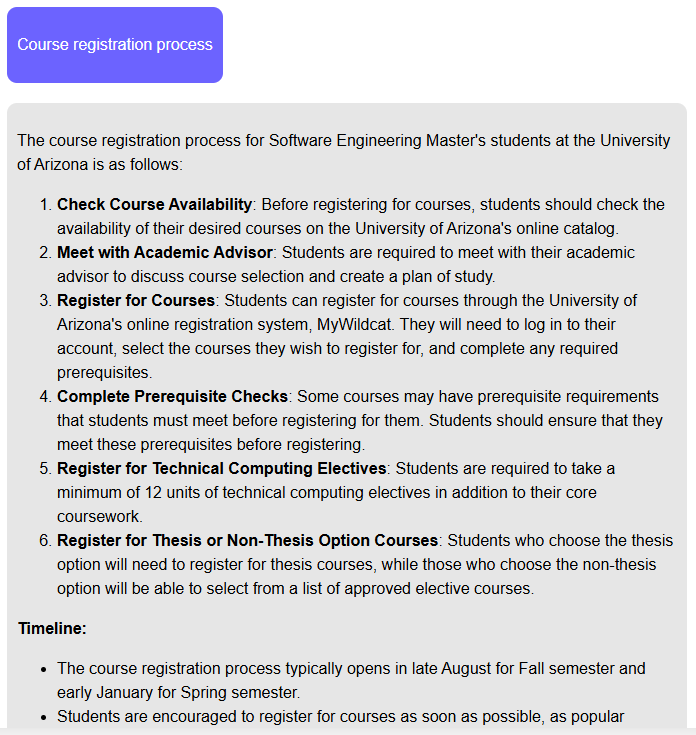 Course registration process
The course registration process for Software Engineering Master's students at the University
of Arizona is as follows:
1. Check Course Availability: Before registering for courses, students should check the
availability of their desired courses on the University of Arizona's online catalog.
2. Meet with Academic Advisor: Students are required to meet with their academic
advisor to discuss course selection and create a plan of study.
3. Register for Courses: Students can register for courses through the University of
Arizona's online registration system, MyWildcat. They will need to log in to their
account, select the courses they wish to register for, and complete any required
prerequisites.
4. Complete Prerequisite Checks: Some courses may have prerequisite requirements
that students must meet before registering for them. Students should ensure that they
meet these prerequisites before registering.
5. Register for Technical Computing Electives: Students are required to take a
minimum of 12 units of technical computing electives in addition to their core
coursework.
6. Register for Thesis or Non-Thesis Option Courses: Students who choose the thesis
option will need to register for thesis courses, while those who choose the non-thesis
option will be able to select from a list of approved elective courses.
Timeline:
• The course registration process typically opens in late August for Fall semester and
early January for Spring semester.
• Students are encouraged to register for courses as soon as possible, as popular